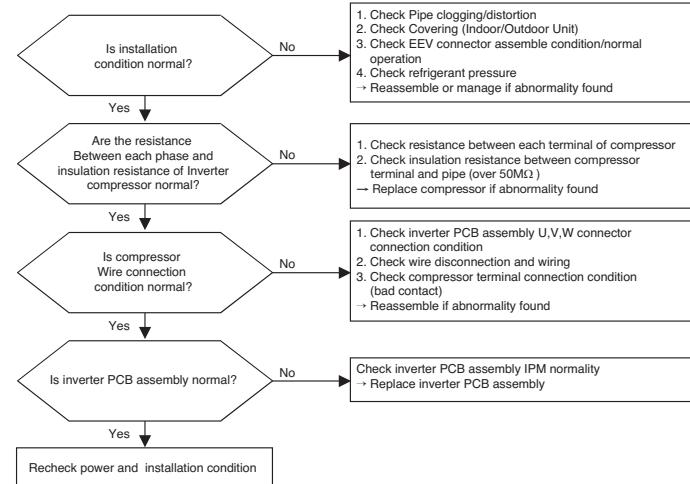 Is installation
condition normal?
No
1. Check Pipe clogging/distortion
2. Check Covering (Indoor/Outdoor Unit)
3. Check EEV connector assemble condition/normal
operation
4. Check refrigerant pressure
→ Reassemble or manage if abnormality found
Yes
Are the resistance
Between each phase and
insulation resistance of Inverter
compressor normal?
No
1. Check resistance between each terminal of compressor
2. Check insulation resistance between compressor
terminal and pipe (over 50MΩ )
→ Replace compressor if abnormality found
Yes
Is compressor
Wire connection
condition normal?
No
1. Check inverter PCB assembly U,V,W connector
connection condition
2. Check wire disconnection and wiring
3. Check compressor terminal connection condition
(bad contact)
→ Reassemble if abnormality found
Yes
Is inverter PCB assembly normal?
No
Check inverter PCB assembly IPM normality
→ Replace inverter PCB assembly
Yes
Recheck power and installation condition